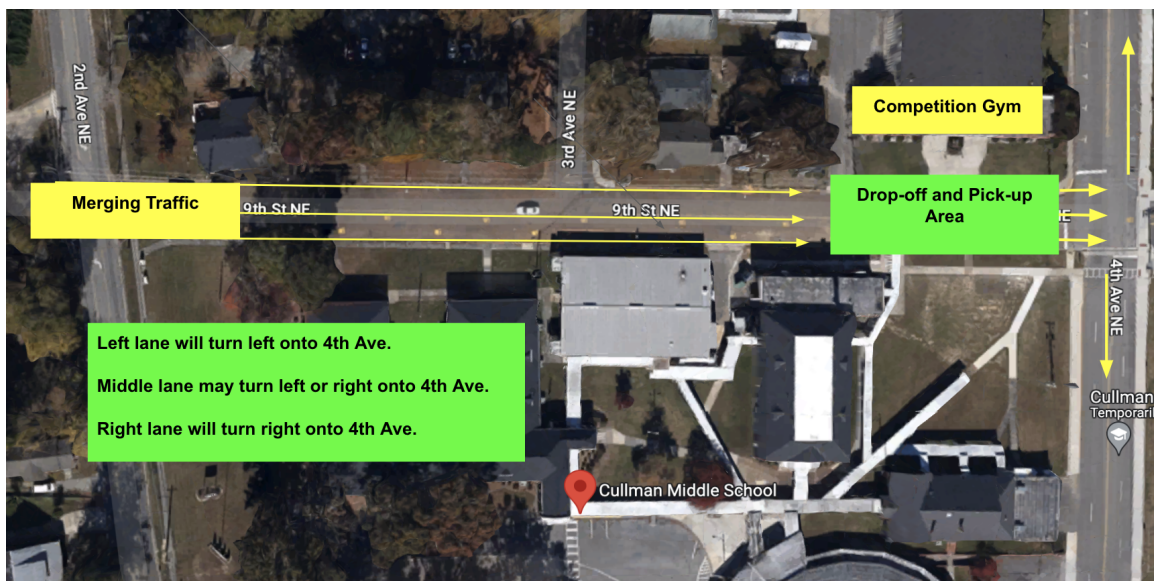 2nd Ave NE
3rd Ave NE
Competition Gym
Merging Traffic
9th St NE
9th St NE
Drop-off and Pick-up
Area
NE
4th Ave NE
Left lane will turn left onto 4th Ave.
Middle lane may turn left or right onto 4th Ave.
Right lane will turn right onto 4th Ave.
Cullman
Temporaril
Cullman Middle School